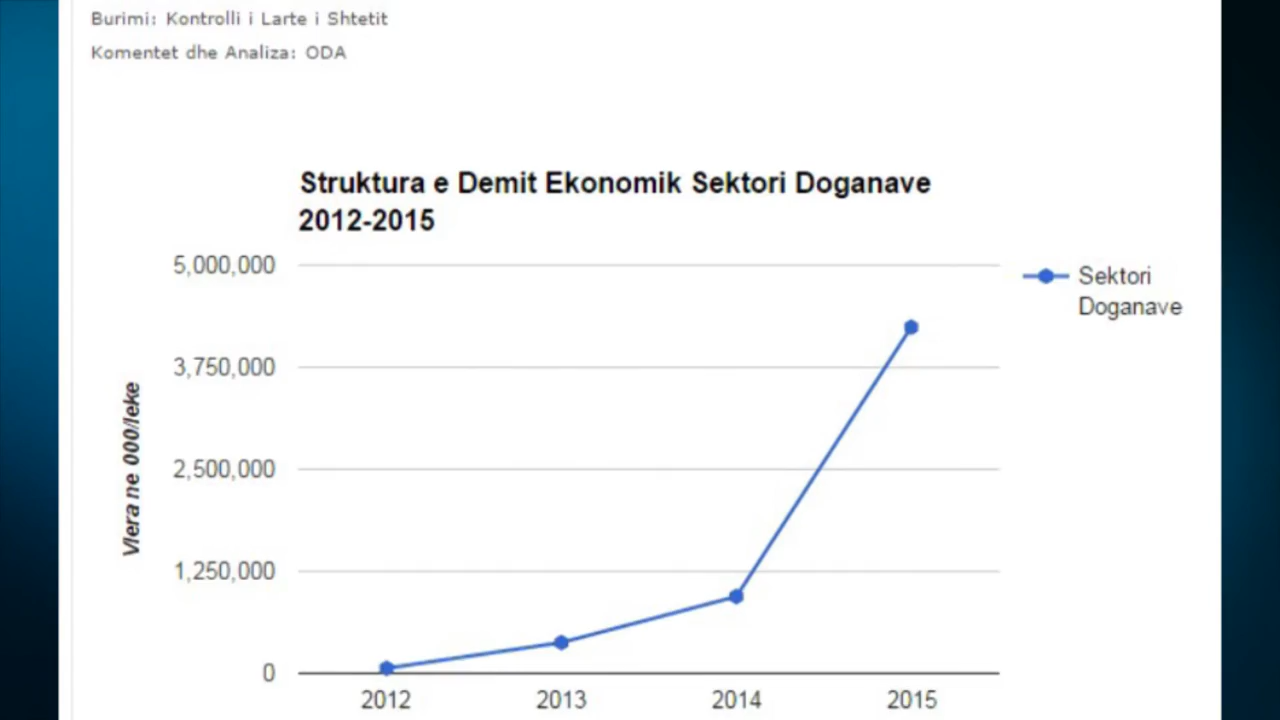 Burimi: Kontrolli i Larte i Shtetit
Komentet dhe Analiza: ODA
Struktura e Demit Ekonomik Sektori Doganave
2012-2015
5,000,000
3,750,000
2,500,000
1,250,000
0
Vlera ne 000/leke
2012
2013
2014
2015
Sektori
Doganave